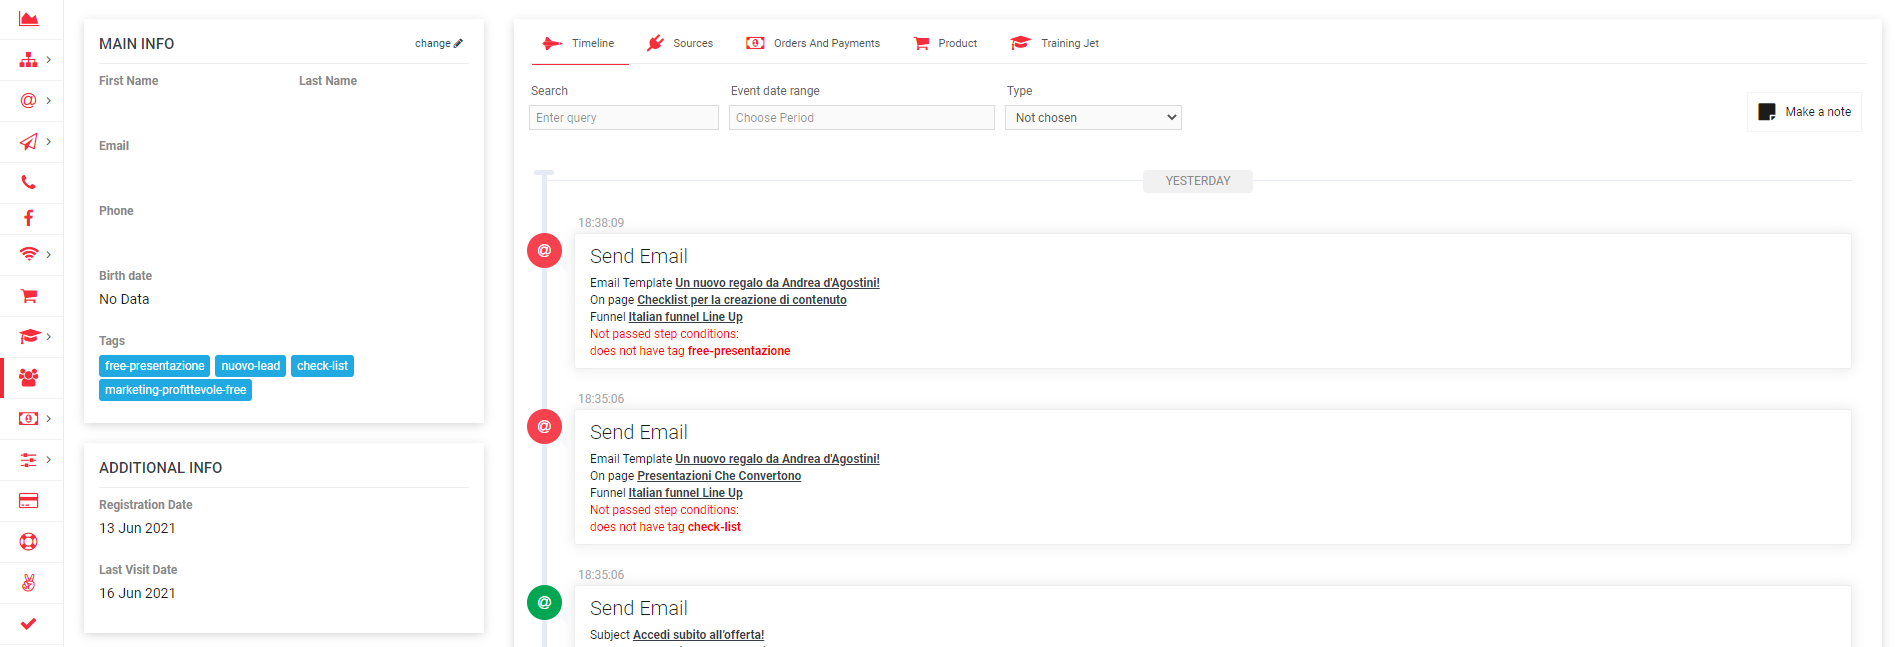 MAIN INFO
change
First Name Last Name
Email
Phone
Birth date
No Data
Tags
free-presentazione nuovo-lead check-list
marketing-profittevole-free
ADDITIONAL INFO
Registration Date
13 Jun 2021
Last Visit Date
16 Jun 2021
Timeline Sources Orders And Payments Product Training Jet
Search Event date range Type
Enter query Choose Period Not chosen
Make a note
YESTERDAY
18:38:09
@
Send Email
Email Template Un nuovo regalo da Andrea d'Agostini!
On page Checklist per la creazione di contenuto
Funnel Italian funnel Line Up
Not passed step conditions:
does not have tag free-presentazione
18:35:06
@
Send Email
Email Template Un nuovo regalo da Andrea d'Agostini!
On page Presentazioni Che Convertono
Funnel Italian funnel Line Up
Not passed step conditions:
does not have tag check-list
18:35:06
@
Send Email
Subject Accedi subito all'offerta!